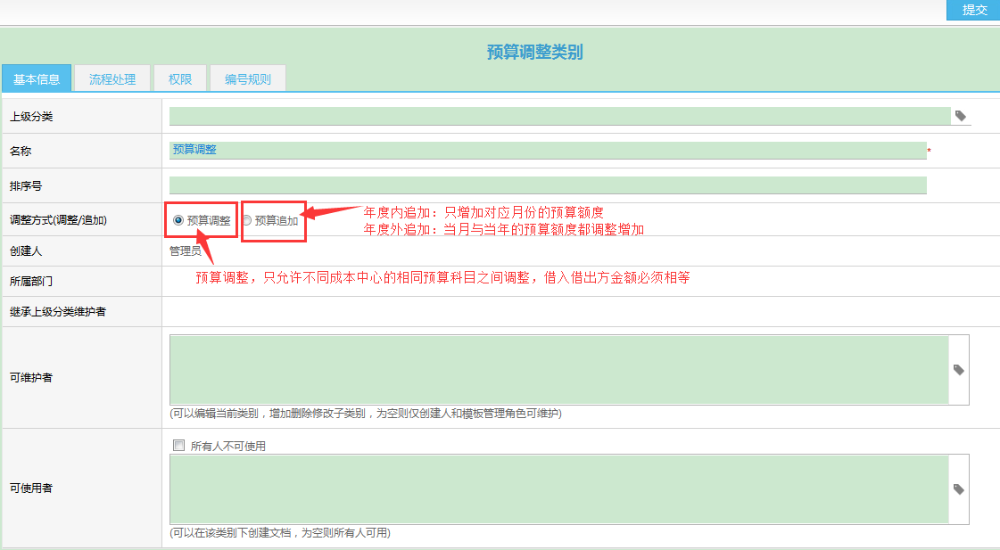 提交
预算调整类别
基本信息 流程处理 权限 编号规则
上级分类
名称 预算调整 *
排序号
调整方式(调整/追加) 预算调整 预算追加
年度内追加：只增加对应月份的预算额度
年度外追加：当月与当年的预算额度都调整增加
创建人 管理员
预算调整，只允许不同成本中心的相同预算科目之间调整，借入借出方金额必须相等
所属部门
继承上级分类维护者
可维护者
(可以编辑当前类别，增加删除修改子类别，为空则仅创建人和模板管理角色可维护)
所有人不可使用
可使用者
(可以在该类别下创建文档，为空则所有人可用)